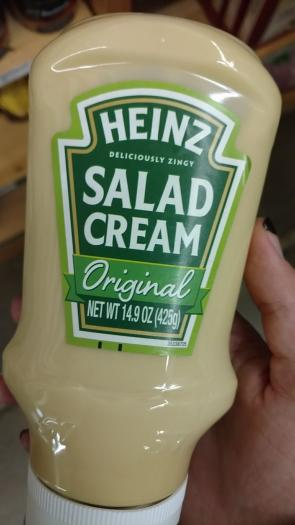 HEINZ
DELICIOUSLY ZINGY
SALAD
CREAM
Original
NET WT 14.9 OZ (425g)